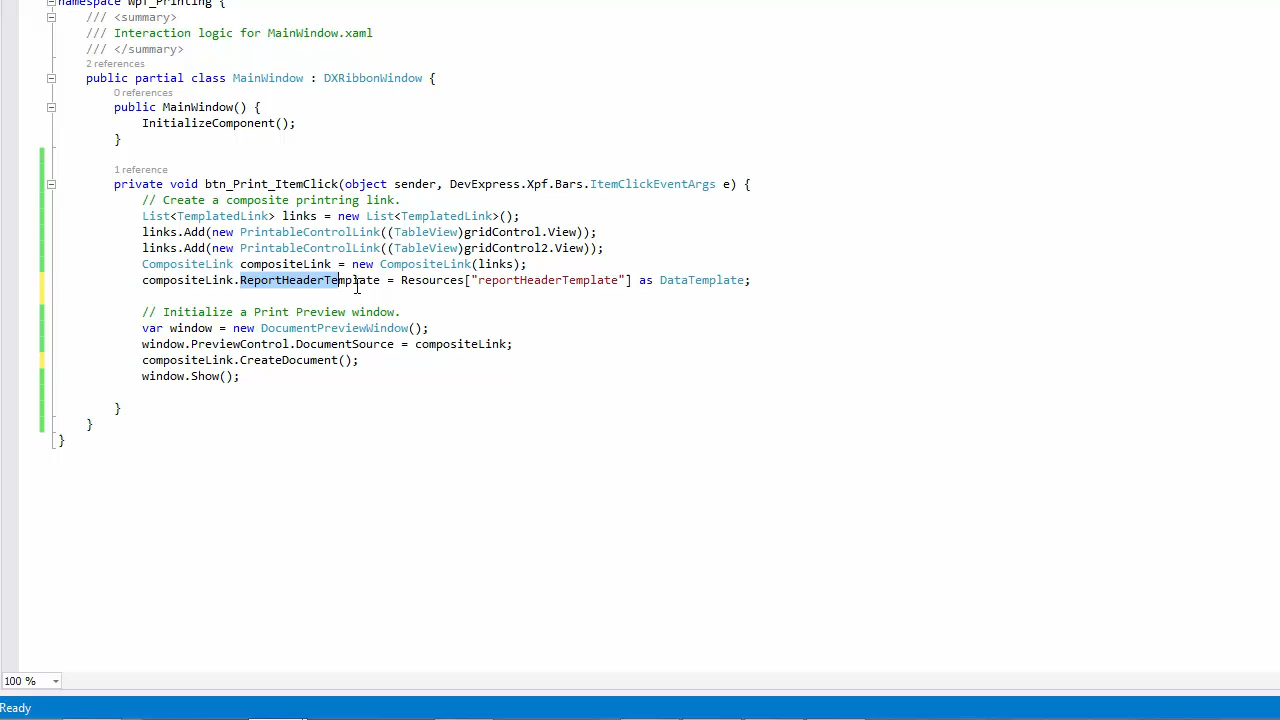 namespace Wpf_Printing {
/// <summary>
/// Interaction logic for MainWindow.xaml
/// </summary>
2 references
public partial class MainWindow : DXRibbonWindow {
0 references
public MainWindow() {
InitializeComponent();
}
1 reference
private void btn_Print_ItemClick(object sender, DevExpress.Xpf.Bars.ItemClickEventArgs e) {
// Create a composite printring link.
List<TemplatedLink> links = new List<TemplatedLink>();
links.Add(new PrintableControlLink((TableView)gridControl.View));
links.Add(new PrintableControlLink((TableView)gridControl2.View));
CompositeLink compositeLink = new CompositeLink(links);
compositeLink.ReportHeaderTemplate = Resources["reportHeaderTemplate"] as DataTemplate;
// Initialize a Print Preview window.
var window = new DocumentPreviewWindow();
window.PreviewControl.DocumentSource = compositeLink;
compositeLink.CreateDocument();
window.Show();
}
}
}
100 %
Ready